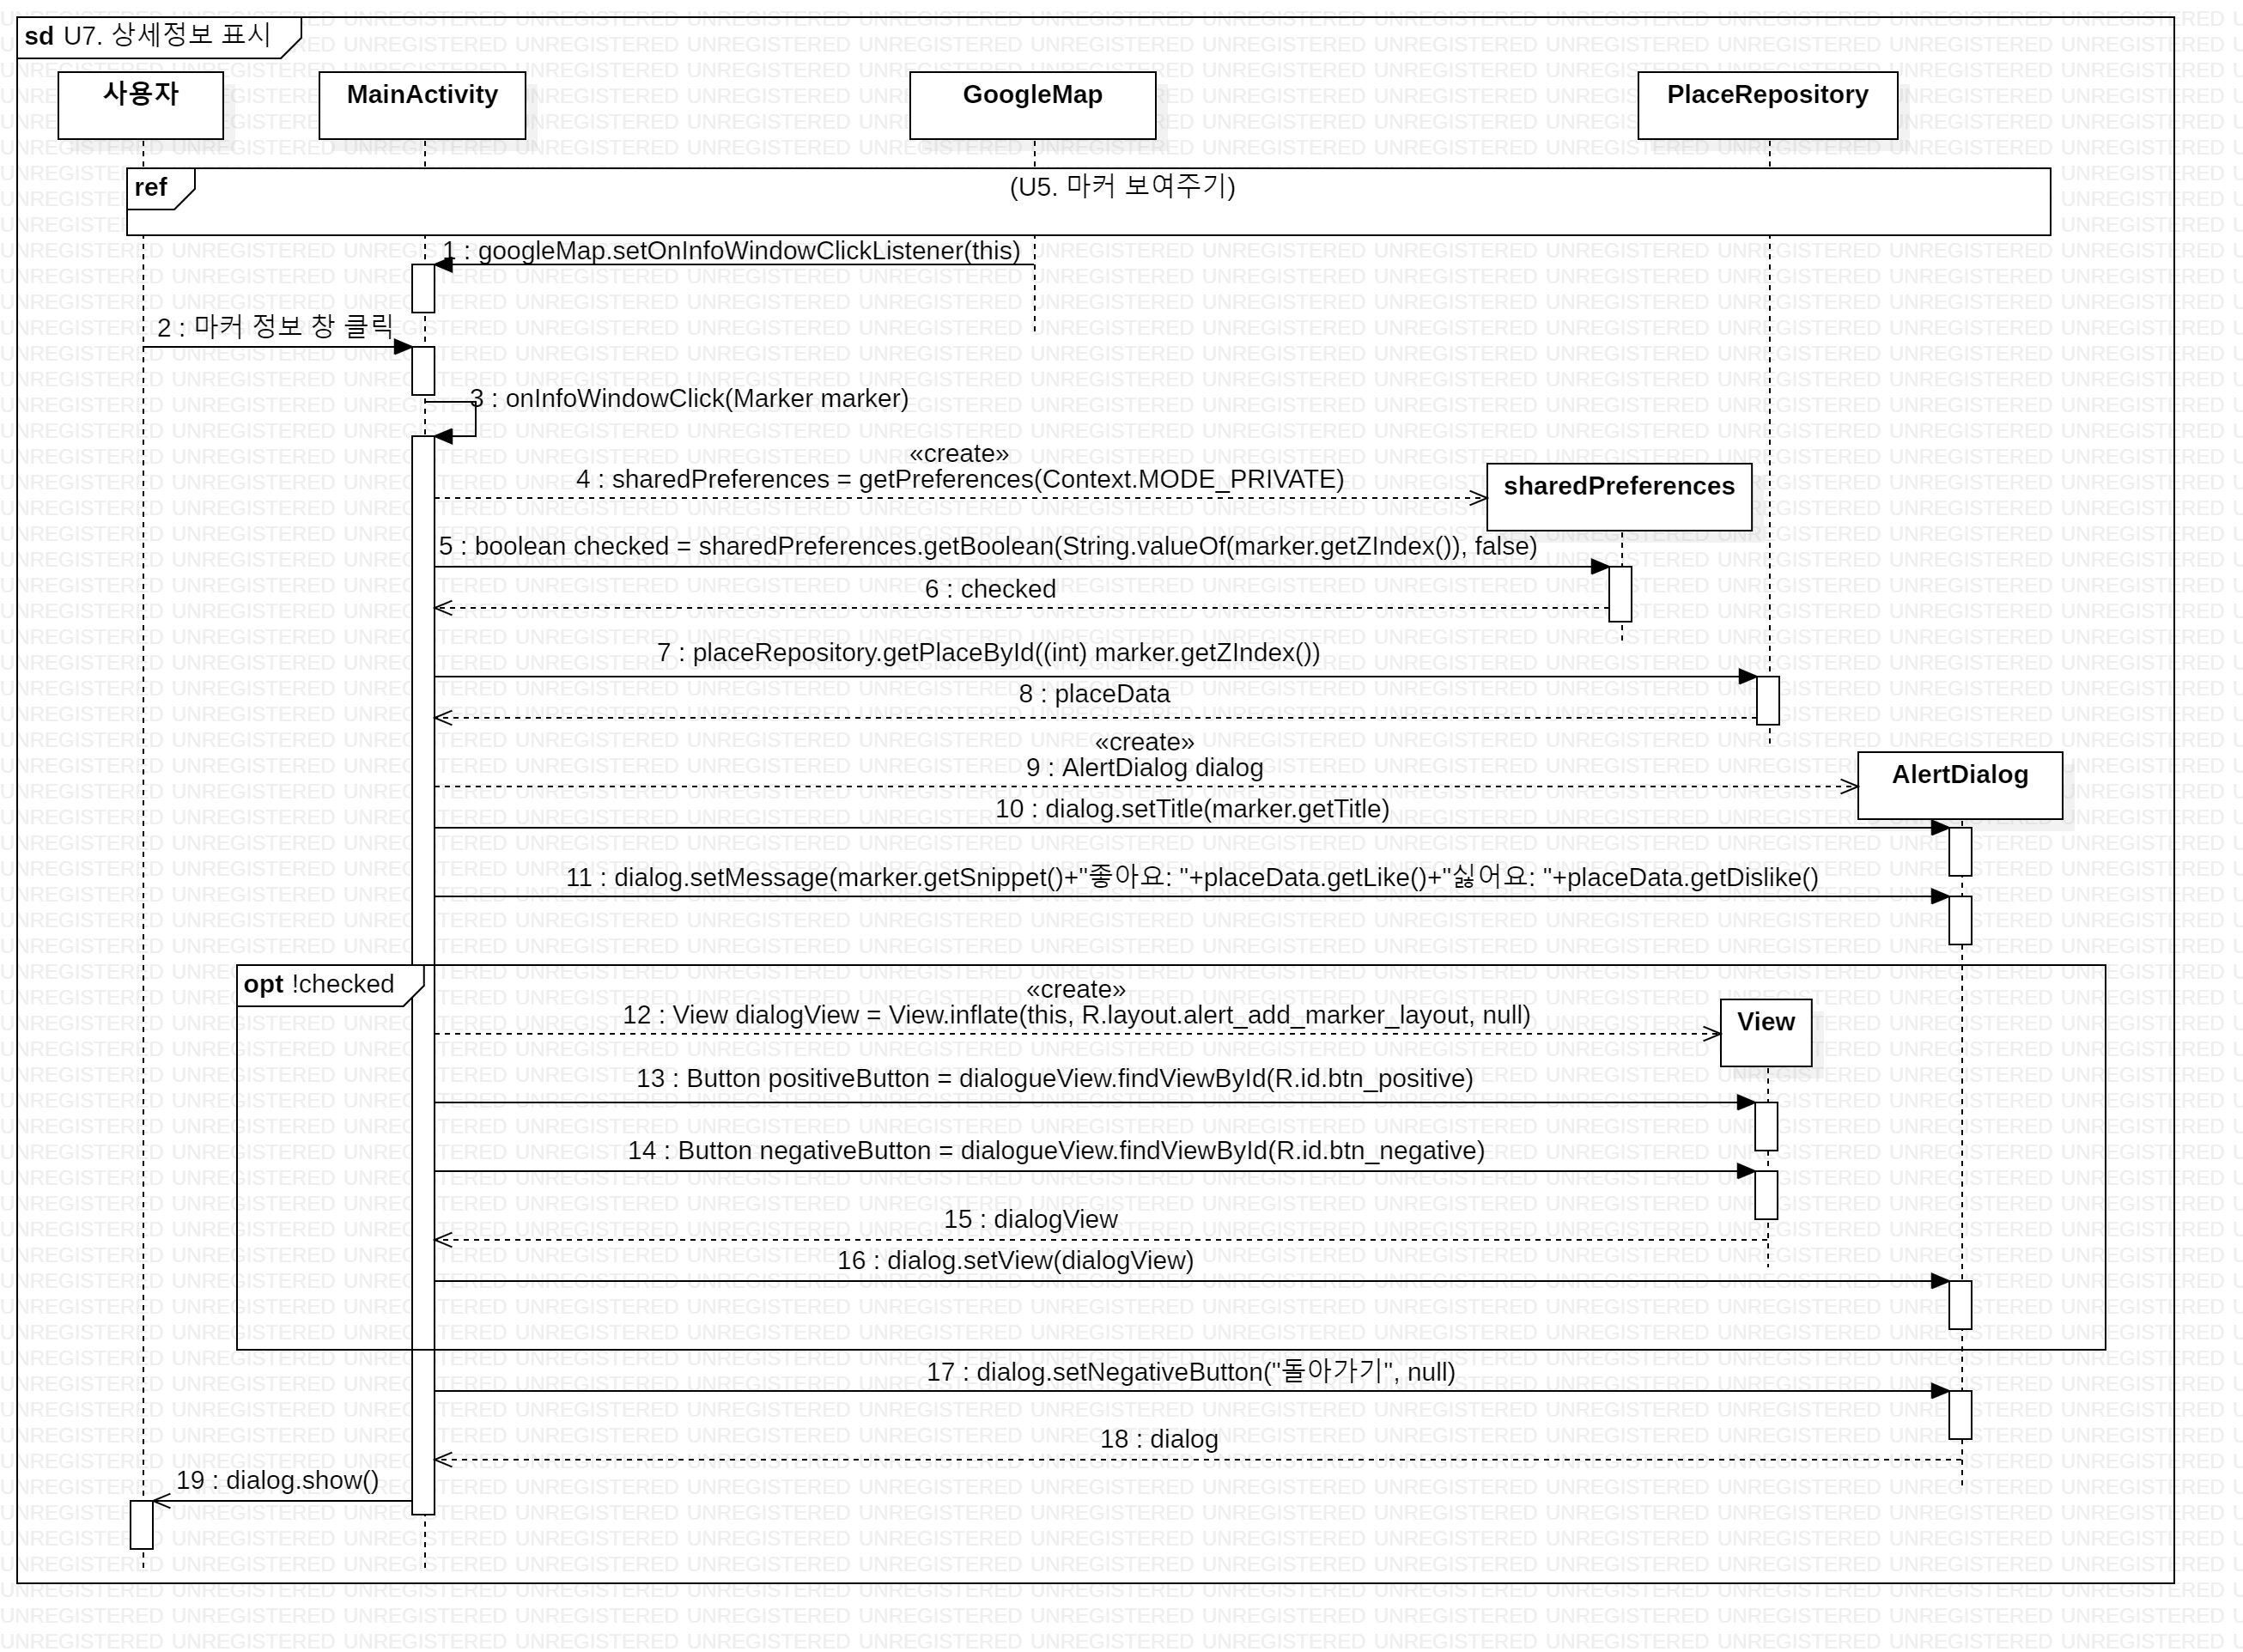 sd U7. 상세정보 표시
사용자
MainActivity
GoogleMap
PlaceRepository
ref
(U5. 마커 보여주기)
1 : googleMap.setOnInfoWindowClickListener(this)
2 : 마커 정보 창 클릭
3 : onInfoWindowClick(Marker marker)
«create»
4 : sharedPreferences = getPreferences(Context.MODE_PRIVATE)
sharedPreferences
5 : boolean checked = sharedPreferences.getBoolean(String.valueOf(marker.getZIndex()), false)
6 : checked
7 : placeRepository.getPlaceById((int) marker.getZIndex())
8 : placeData
«create»
9 : AlertDialog dialog
AlertDialog
10 : dialog.setTitle(marker.getTitle)
11 : dialog.setMessage(marker.getSnippet()+"좋아요: "+placeData.getLike()+"싫어요: "+placeData.getDislike()
opt !checked
«create»
12 : View dialogView = View.inflate(this, R.layout.alert_add_marker_layout, null)
View
13 : Button positiveButton = dialogueView.findViewById(R.id.btn_positive)
14 : Button negativeButton = dialogueView.findViewById(R.id.btn_negative)
15 : dialogView
16 : dialog.setView(dialogView)
17 : dialog.setNegativeButton("돌아가기", null)
18 : dialog
19 : dialog.show()